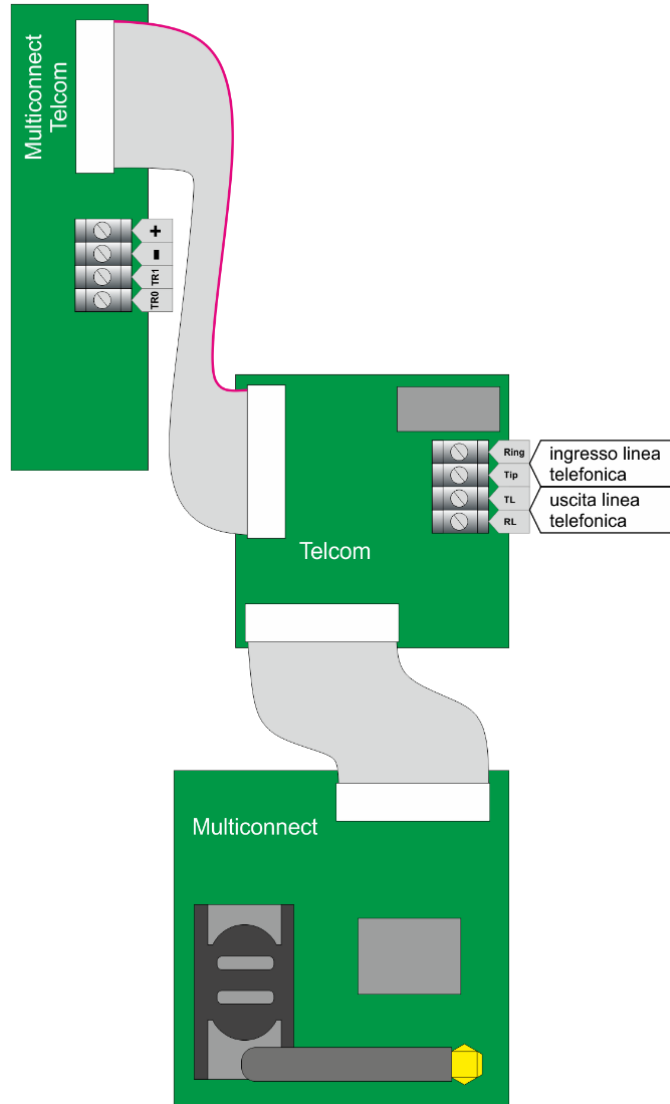 Multiconnect
Telcom
+
-
TR1
TR0
Ring
Tip
TL
RL
ingresso linea
telefonica
uscita linea
telefonica
Telcom
Multiconnect